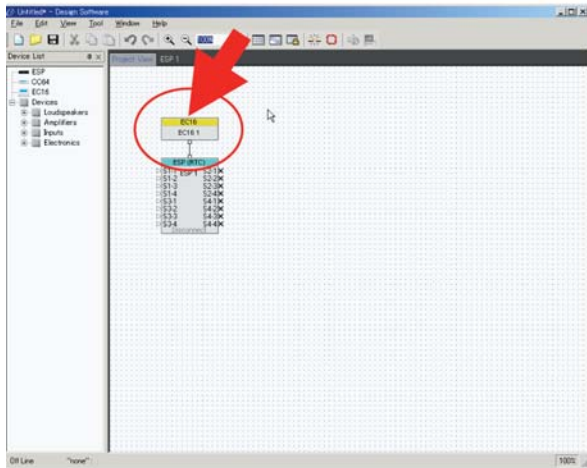 Untitled* - Design Software
File Edit View Tool Window Help
100%
Device List
Project View ESP 1
ESP
CC64
EC16
Devices
Loudspeakers
Amplifiers
Inputs
Electronics
EC16
EC16 1
ESP (RTC)
S1-1 ESP 1 S2-1
S1-2 S2-2
S1-3 S2-3
S1-4 S2-4
S3-1 S4-1
S3-2 S4-2
S3-3 S4-3
S3-4 S4-4
Disconnect
Off Line "none" 100%